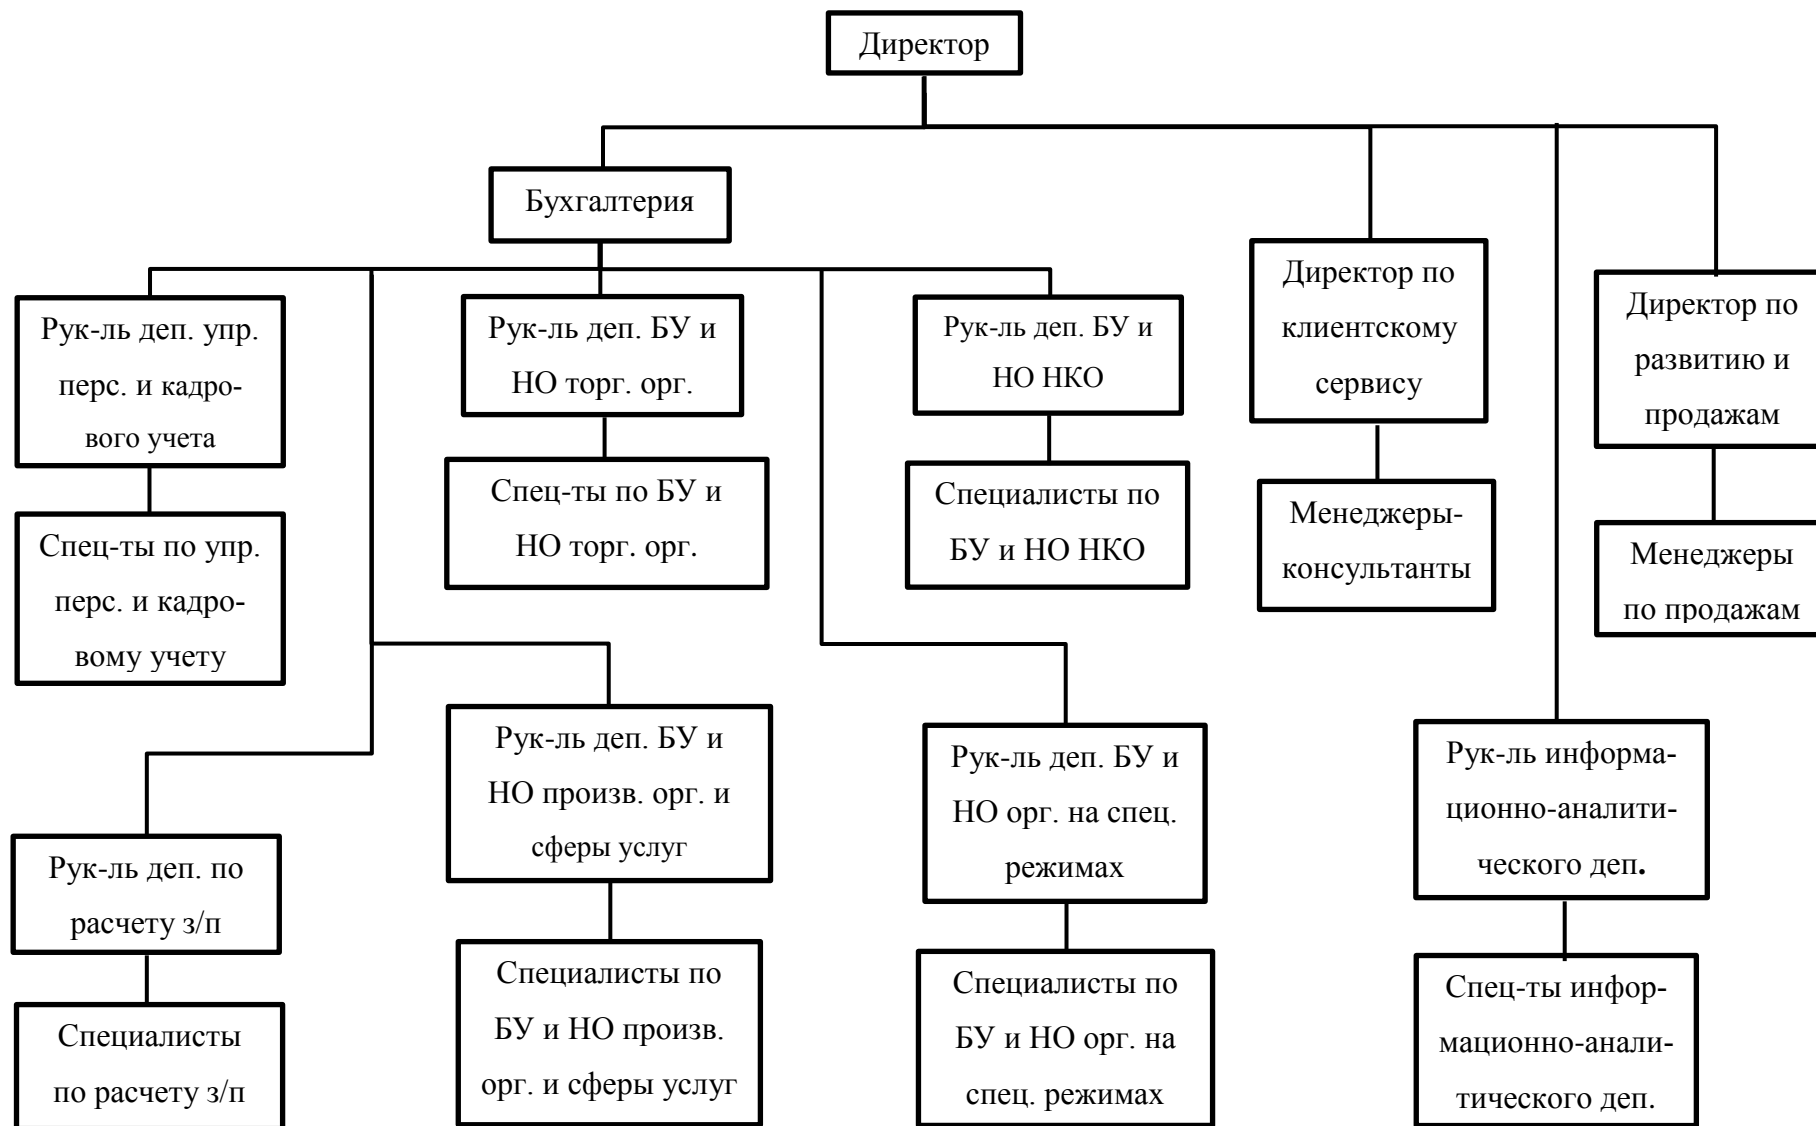 Директор
Бухгалтерия
Рук-ль деп. упр.
перс. и кадро-
вого учета
Рук-ль деп. БУ и
НО торг. орг.
Рук-ль деп. БУ и
НО НКО
Директор по
клиентскому
сервису
Директор по
развитию и
продажам
Спец-ты по упр.
перс. и кадро-
вому учету
Спец-ты по БУ и
НО торг. орг.
Специалисты по
БУ и НО НКО
Менеджеры-
консультанты
Менеджеры
по продажам
Рук-ль деп. по
расчету з/п
Рук-ль деп. БУ и
НО произв. орг. и
сферы услуг
Рук-ль деп. БУ и
НО орг. на спец.
режимах
Рук-ль информа-
ционно-аналити-
ческого деп.
Специалисты
по расчету з/п
Специалисты по
БУ и НО произв.
орг. и сферы услуг
Специалисты по
БУ и НО орг. на
спец. режимах
Спец-ты инфор-
мационно-анали-
тического деп.